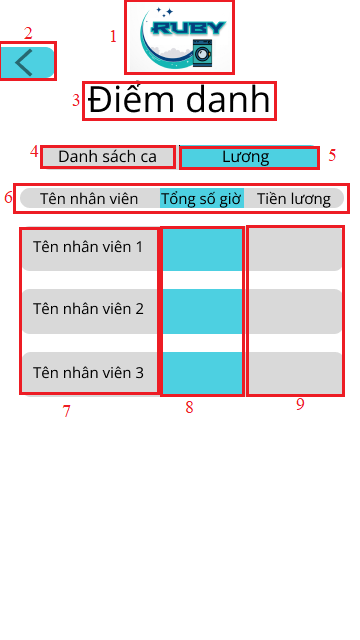 1
RUBY
2
3
Điểm danh
4
Danh sách ca
Lương
5
6
Tên nhân viên
Tổng số giờ
Tiền lương
Tên nhân viên 1
Tên nhân viên 2
Tên nhân viên 3
7
8
9